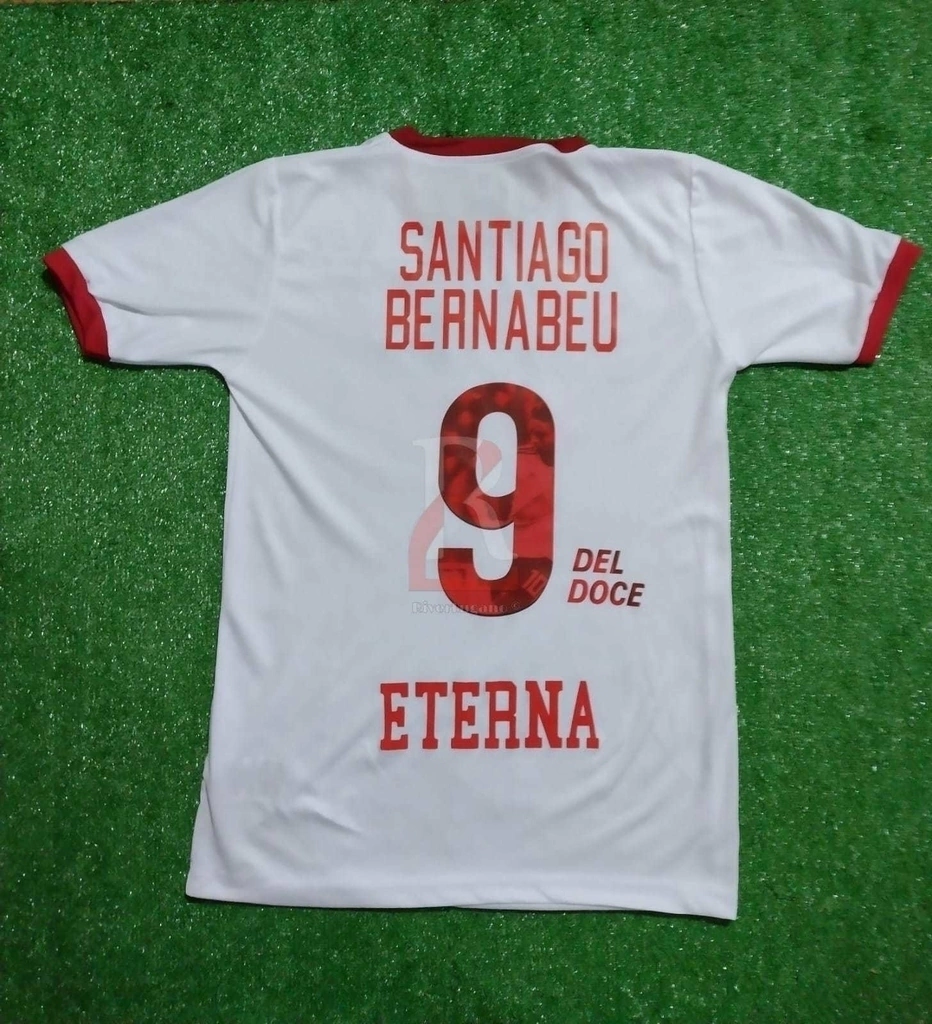 SANTIAGO
BERNABEU
9
DEL
DOCE
ETERNA